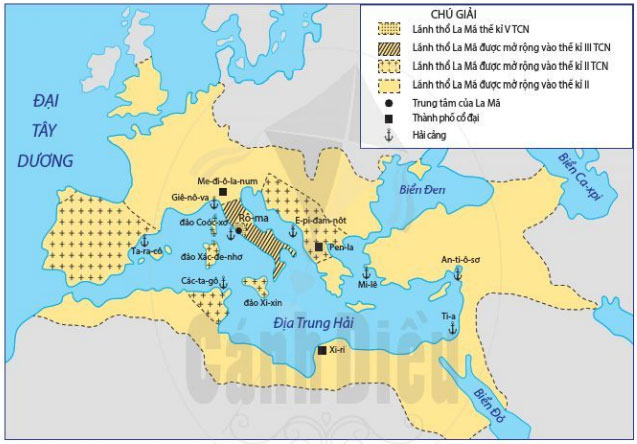 CHÚ GIẢI
Lãnh thổ La Mã thế kỉ V TCN
Lãnh thổ La Mã được mở rộng vào thế kỉ III TCN
Lãnh thổ La Mã được mở rộng vào thế kỉ II TCN
Lãnh thổ La Mã được mở rộng vào thế kỉ II
Trung tâm của La Mã
Thành phố cổ đại
Hải cảng
ĐẠI
TÂY
DƯƠNG
Biển Ca-xpi
Biển Đen
Me-đi-ô-la-num
Giê-nô-va
Rô-ma
đảo Coóc-xơ
E-pi-đam-nôt
Ta-ra-cô
đảo Xác-đe-nhơ
Pen-la
An-ti-ô-sơ
Các-ta-gô
Mi-lê
đảo Xi-xin
Địa Trung Hải
Ti-a
Xi-ri
Biển Đỏ
Cánh Diều